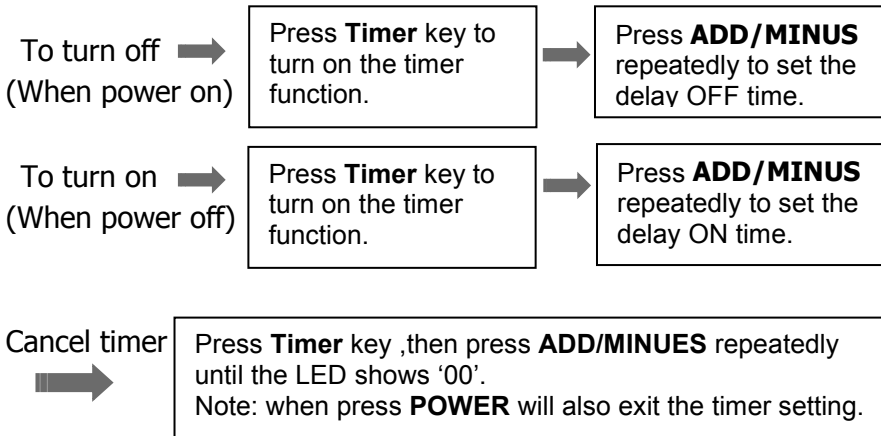 To turn off
(When power on)
Press Timer key to
turn on the timer
function.
Press ADD/MINUS
repeatedly to set the
delay OFF time.
To turn on
(When power off)
Press Timer key to
turn on the timer
function.
Press ADD/MINUS
repeatedly to set the
delay ON time.
Cancel timer
Press Timer key ,then press ADD/MINUES repeatedly
until the LED shows ‘00’.
Note: when press POWER will also exit the timer setting.